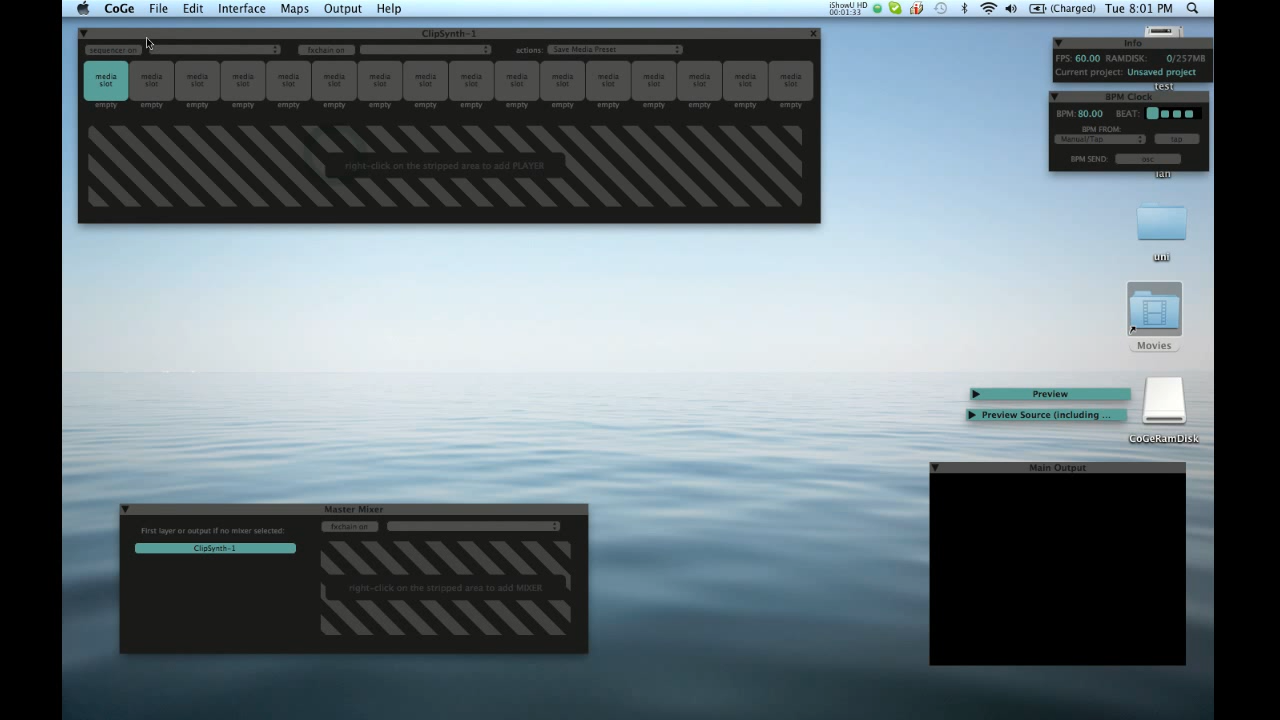 CoGe File Edit Interface Maps Output Help iShowU HD 00:01:33 (Charged) Tue 8:01 PM
ClipSynth-1
sequencer on fxchain on actions: Save Media Preset
media slot media slot media slot media slot media slot media slot media slot media slot media slot media slot media slot media slot media slot media slot media slot media slot
empty empty empty empty empty empty empty empty empty empty empty empty empty empty empty empty
right-click on the stripped area to add PLAYER
Info
FPS: 60.00 RAMDISK: 0/257MB
Current project: Unsaved project
test
BPM Clock
BPM: 80.00 BEAT:
BPM FROM:
Manual/Tap tap
BPM SEND: osc
ian
uni
Movies
Preview
Preview Source (including ...
CoGeRamDisk
Main Output
Master Mixer
First layer or output if no mixer selected:
fxchain on
ClipSynth-1
right-click on the stripped area to add MIXER